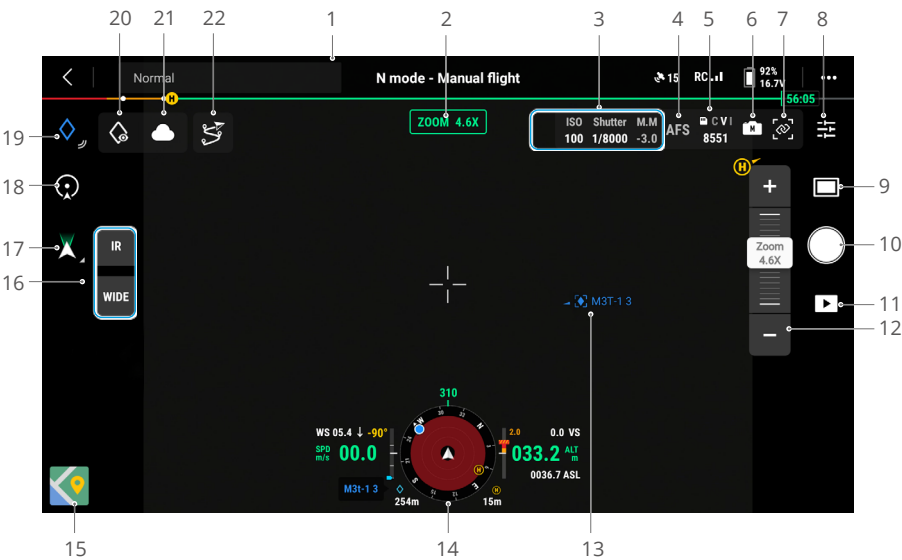 20 21 22 1 2 3 4 5 6 7 8
Normal
N mode - Manual flight
15 RC 92%
16.7V
H
56:05
ZOOM 4.6X
ISO Shutter M.M
100 1/8000 -3.0
AFS
C V I
8551
M
19
H
18
9
17
IR
Zoom
4.6X
10
16
WIDE
M3T-1 3
11
12
310
WS 05.4 ↓ -90°
2.0 0.0 VS
SPD
m/s 00.0
033.2 ALT
m
0036.7 ASL
W N E S
30 33 12 15
H
M3t-1 3
254m
H
15m
15 14 13